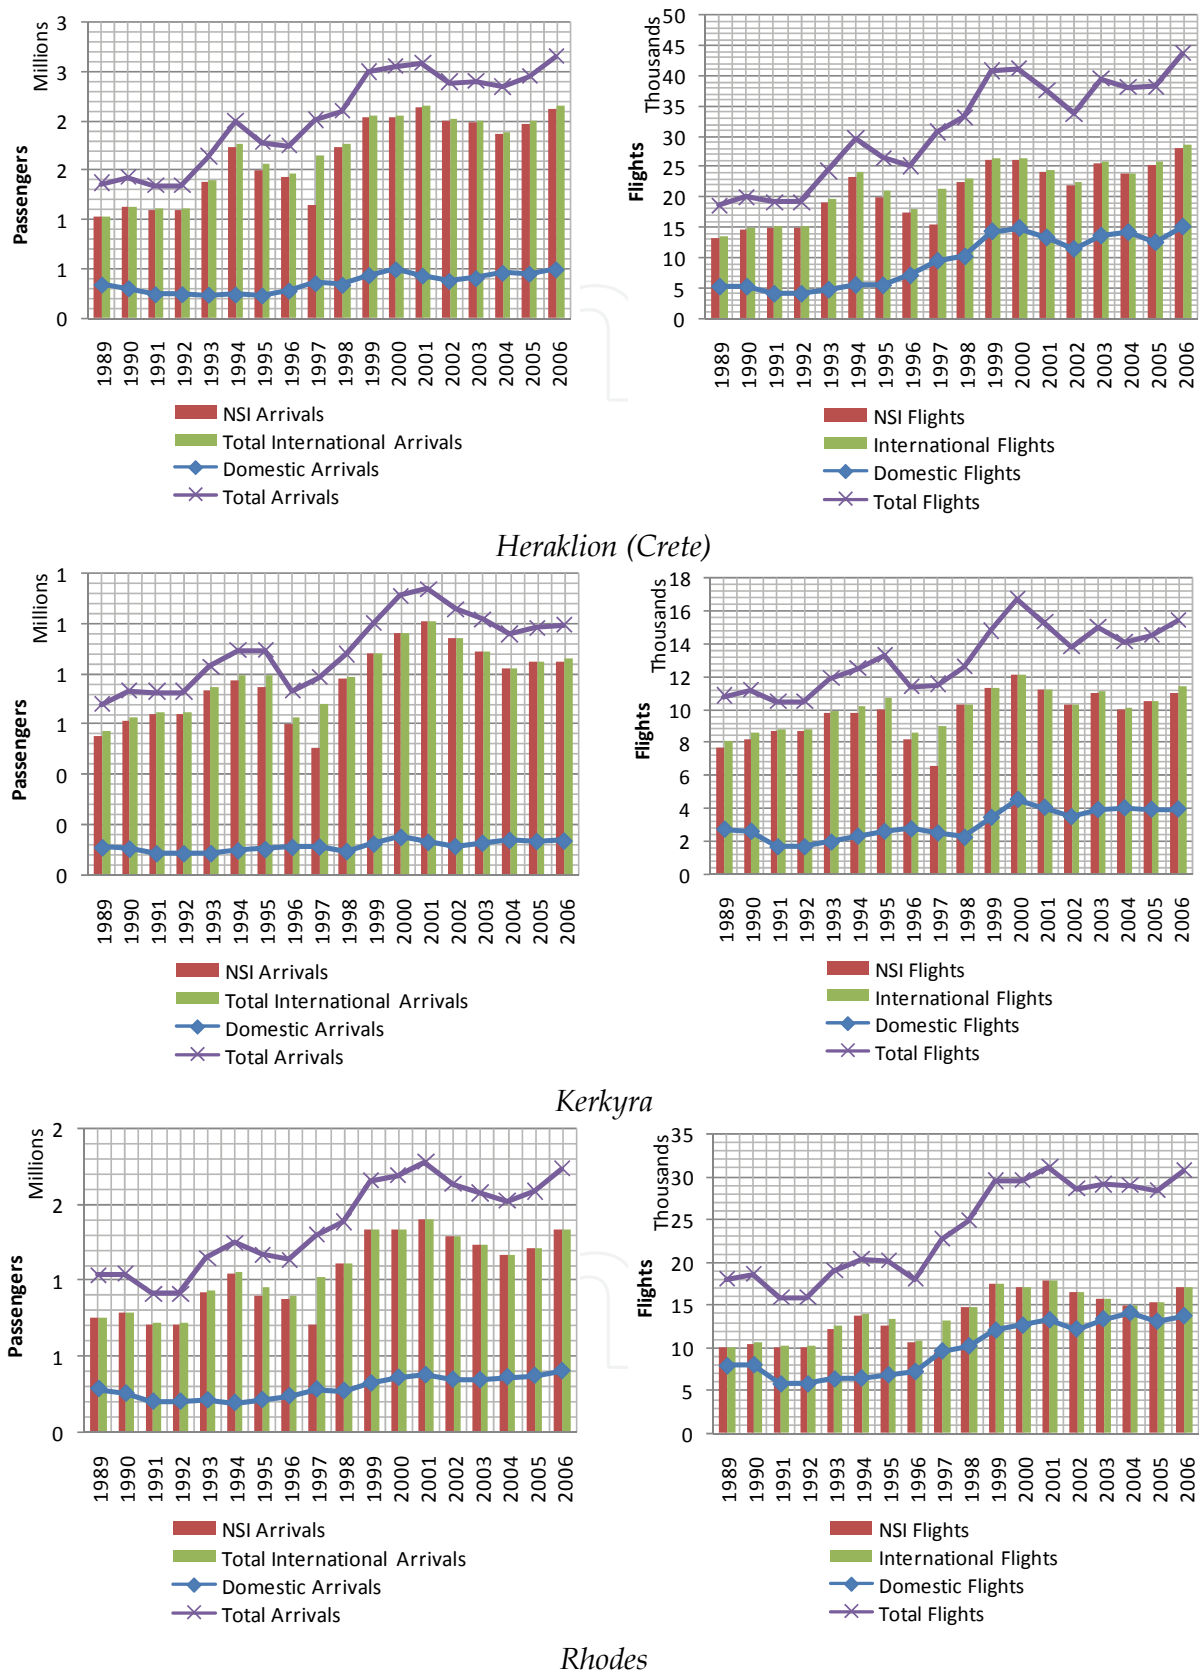 Millions
Passengers
3
3
2
2
1
1
0
1989 1990 1991 1992 1993 1994 1995 1996 1997 1998 1999 2000 2001 2002 2003 2004 2005 2006
NSI Arrivals
Total International Arrivals
Domestic Arrivals
Total Arrivals
Thousands
Flights
50
45
40
35
30
25
20
15
10
5
0
1989 1990 1991 1992 1993 1994 1995 1996 1997 1998 1999 2000 2001 2002 2003 2004 2005 2006
NSI Flights
International Flights
Domestic Flights
Total Flights
Heraklion (Crete)
Millions
Passengers
1
1
1
1
0
0
0
1989 1990 1991 1992 1993 1994 1995 1996 1997 1998 1999 2000 2001 2002 2003 2004 2005 2006
NSI Arrivals
Total International Arrivals
Domestic Arrivals
Total Arrivals
Thousands
Flights
18
16
14
12
10
8
6
4
2
0
1989 1990 1991 1992 1993 1994 1995 1996 1997 1998 1999 2000 2001 2002 2003 2004 2005 2006
NSI Flights
International Flights
Domestic Flights
Total Flights
Kerkyra
Millions
Passengers
2
2
1
1
0
1989 1990 1991 1992 1993 1994 1995 1996 1997 1998 1999 2000 2001 2002 2003 2004 2005 2006
NSI Arrivals
Total International Arrivals
Domestic Arrivals
Total Arrivals
Thousands
Flights
35
30
25
20
15
10
5
0
1989 1990 1991 1992 1993 1994 1995 1996 1997 1998 1999 2000 2001 2002 2003 2004 2005 2006
NSI Flights
International Flights
Domestic Flights
Total Flights
Rhodes